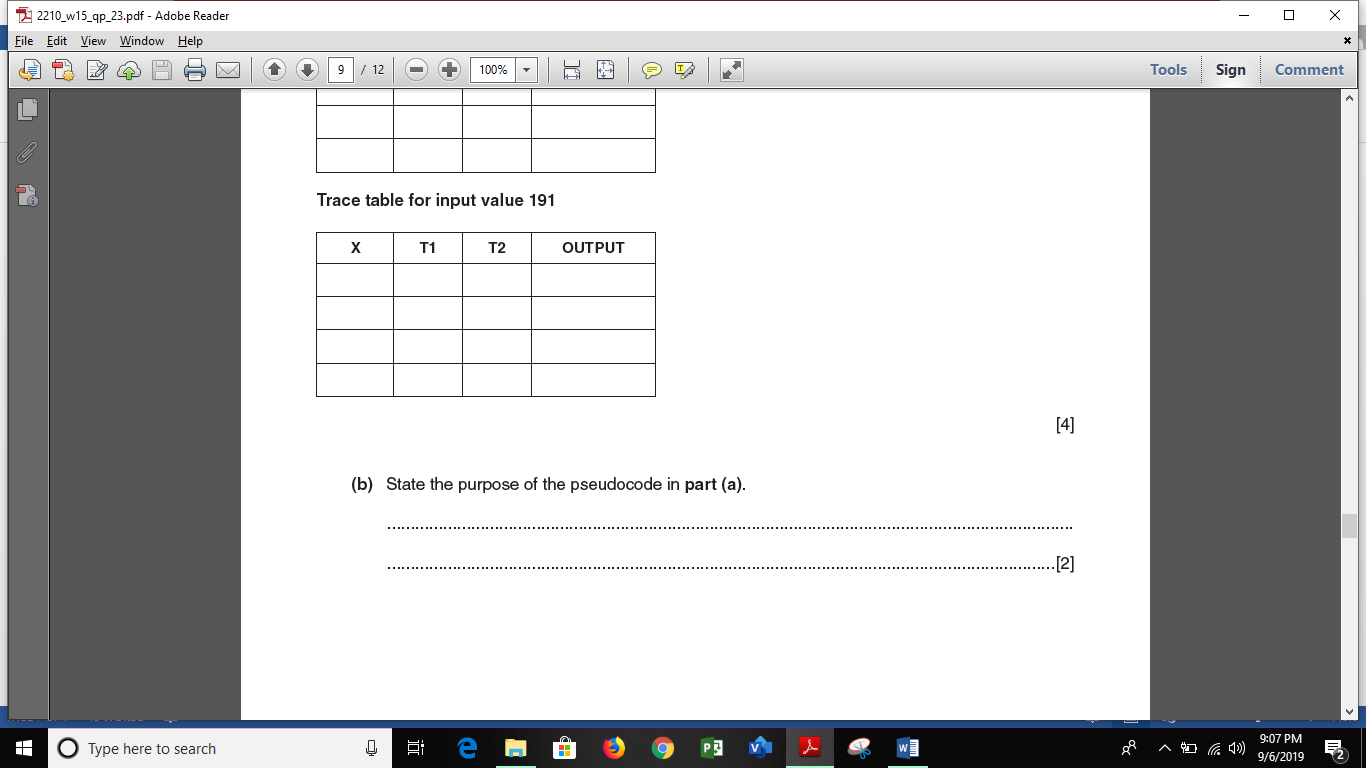 2210_w15_qp_23.pdf - Adobe Reader
File Edit View Window Help
9 / 12 100% Tools Sign Comment
Trace table for input value 191
X T1 T2 OUTPUT
[4]
(b) State the purpose of the pseudocode in part (a).
[2]
Type here to search
9:07 PM
9/6/2019
2